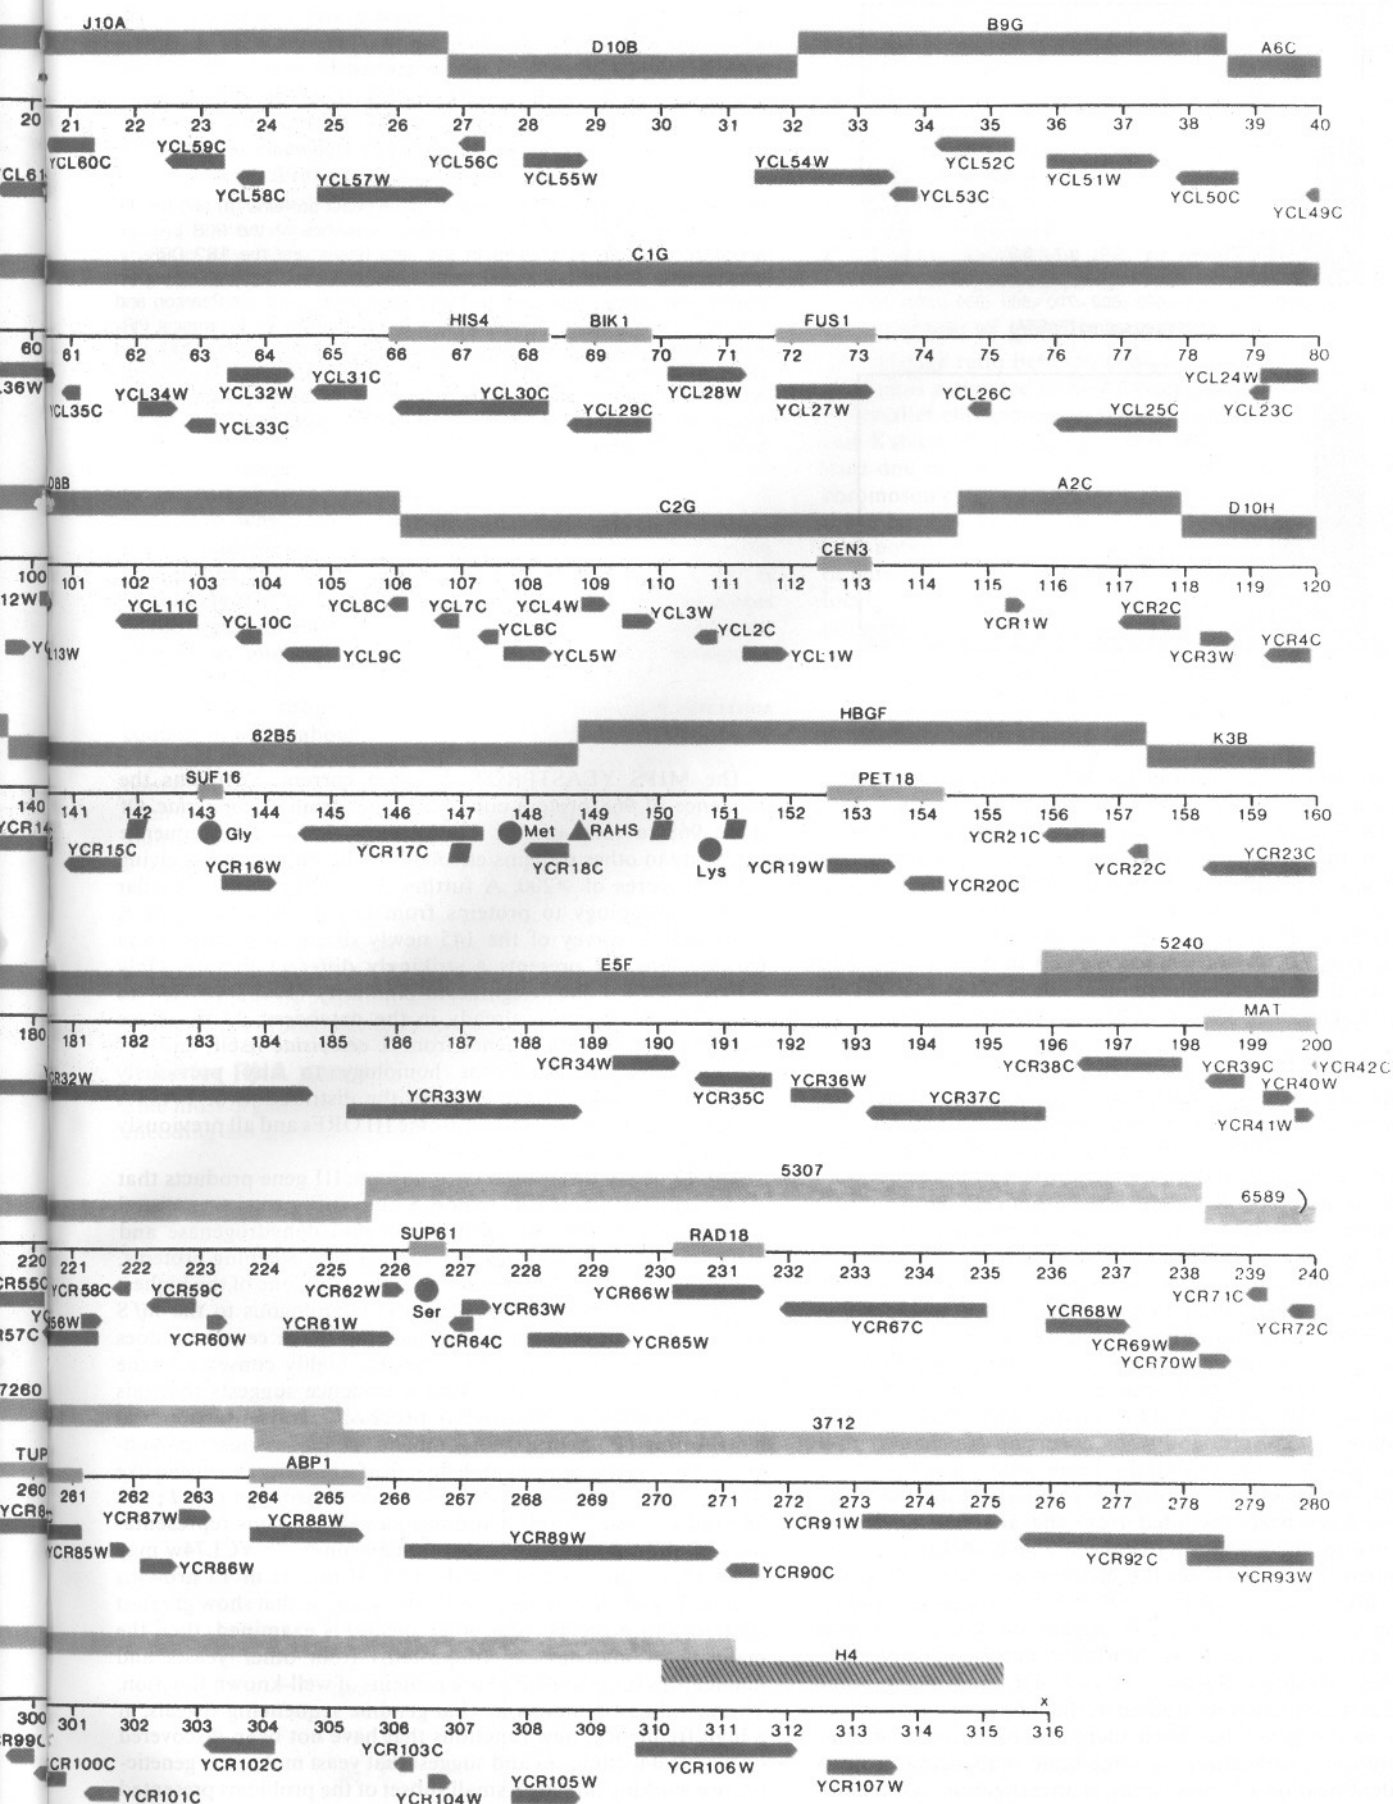 J10A
D10B
B9G
A6C
20 21 22 23 24 25 26 27 28 29 30 31 32 33 34 35 36 37 38 39 40
YCL60C YCL59C YCL56C YCL54W YCL52C
YCL61 YCL58C YCL57W YCL55W YCL53C YCL51W YCL50C YCL49C
C1G
HIS4 BIK1 FUS1
60 61 62 63 64 65 66 67 68 69 70 71 72 73 74 75 76 77 78 79 80
36W YCL34W YCL32W YCL31C YCL30C YCL28W YCL27W YCL26C YCL24W
35C YCL33C YCL29C YCL25C YCL23C
08B
C2G
A2C
D10H
CEN3
100 101 102 103 104 105 106 107 108 109 110 111 112 113 114 115 116 117 118 119 120
12W YCL11C YCL8C YCL7C YCL4W YCL3W YCR1W YCR2C
YCL10C YCL6C YCL2C YCR4C
L13W YCL9C YCL5W YCL1W YCR3W
62B5
HBGF
K3B
SUF16 PET18
140 141 142 143 144 145 146 147 148 149 150 151 152 153 154 155 156 157 158 159 160
YCR14 Gly Met RAHS YCR21C
YCR15C YCR17C YCR23C
YCR16W YCR18C Lys YCR19W YCR20C YCR22C
E5F
5240
MAT
180 181 182 183 184 185 186 187 188 189 190 191 192 193 194 195 196 197 198 199 200
YCR34W YCR38C YCR39C YCR42C
CR32W YCR36W YCR40W
YCR33W YCR35C YCR37C
YCR41W
5307
6589
SUP61 RAD18
220 221 222 223 224 225 226 227 228 229 230 231 232 233 234 235 236 237 238 239 240
CR55C YCR58C YCR59C YCR62W Ser YCR66W YCR71C
56W YCR61W YCR63W YCR68W
57C YCR60W YCR64C YCR65W YCR67C YCR69W YCR72C
YCR70W
7260
3712
TUP ABP1
260 261 262 263 264 265 266 267 268 269 270 271 272 273 274 275 276 277 278 279 280
YCR8 YCR87W YCR88W YCR91W
YCR85W YCR89W YCR92C
YCR86W YCR90C YCR93W
H4
x
300 301 302 303 304 305 306 307 308 309 310 311 312 313 314 315 316
R99C YCR103C
CR100C YCR102C YCR106W
YCR101C YCR104W YCR105W YCR107W